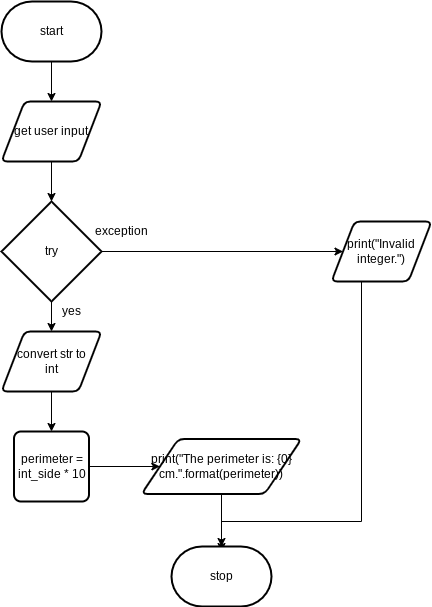 start
get user input
try
exception
print("Invalid
integer.")
yes
convert str to
int
perimeter =
int_side * 10
print("The perimeter is: {0}
cm.".format(perimeter))
stop